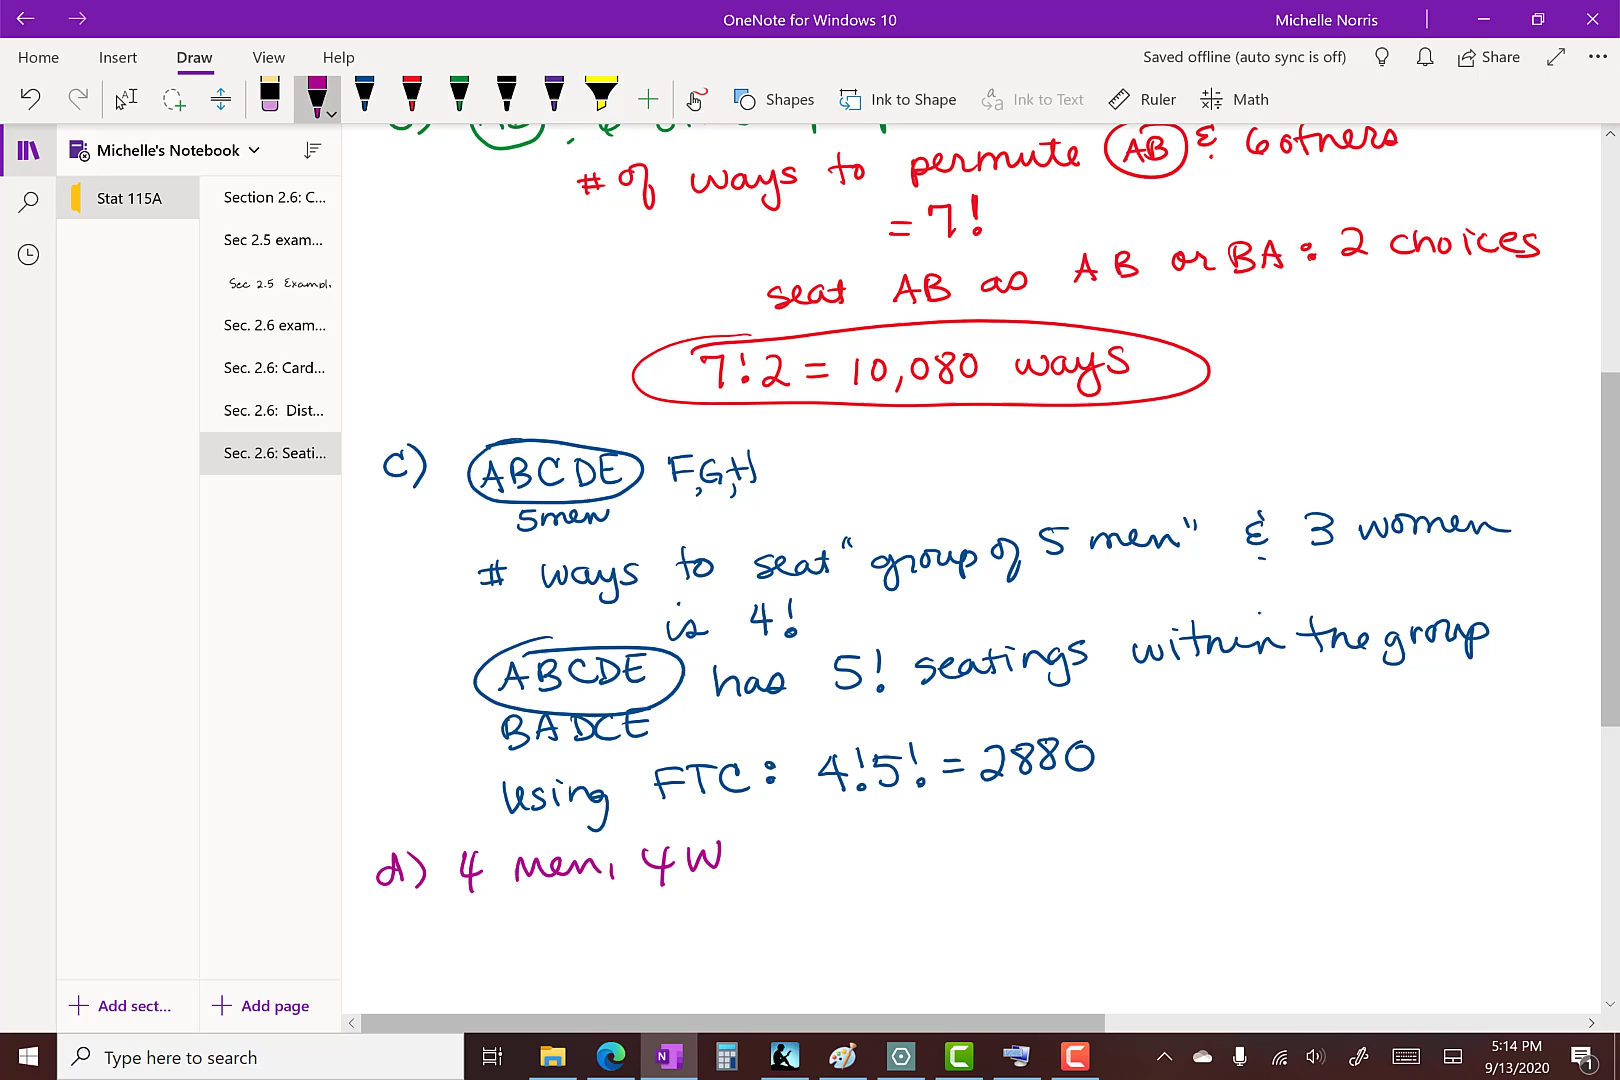 OneNote for Windows 10
Michelle Norris
Home Insert Draw View Help
Saved offline (auto sync is off) Share
Shapes Ink to Shape Ink to Text Ruler Math
Michelle's Notebook
Stat 115A
Section 2.6: C...
Sec 2.5 exam...
Sec 2.5 Exampl
Sec. 2.6 exam...
Sec. 2.6: Card...
Sec. 2.6: Dist...
Sec. 2.6: Seati...
Add sect...
Add page
# of ways to permute AB & 6 others
= 7!
seat AB as AB or BA: 2 choices
7!2 = 10,080 ways
c) ABCDE F,G,H
5men
# ways to seat "group of 5 men" & 3 women
is 4!
ABCDE has 5! seatings within the group
BADCE
using FTC: 4!5! = 2880
d) 4 men, 4W
Type here to search
5:14 PM
9/13/2020
1